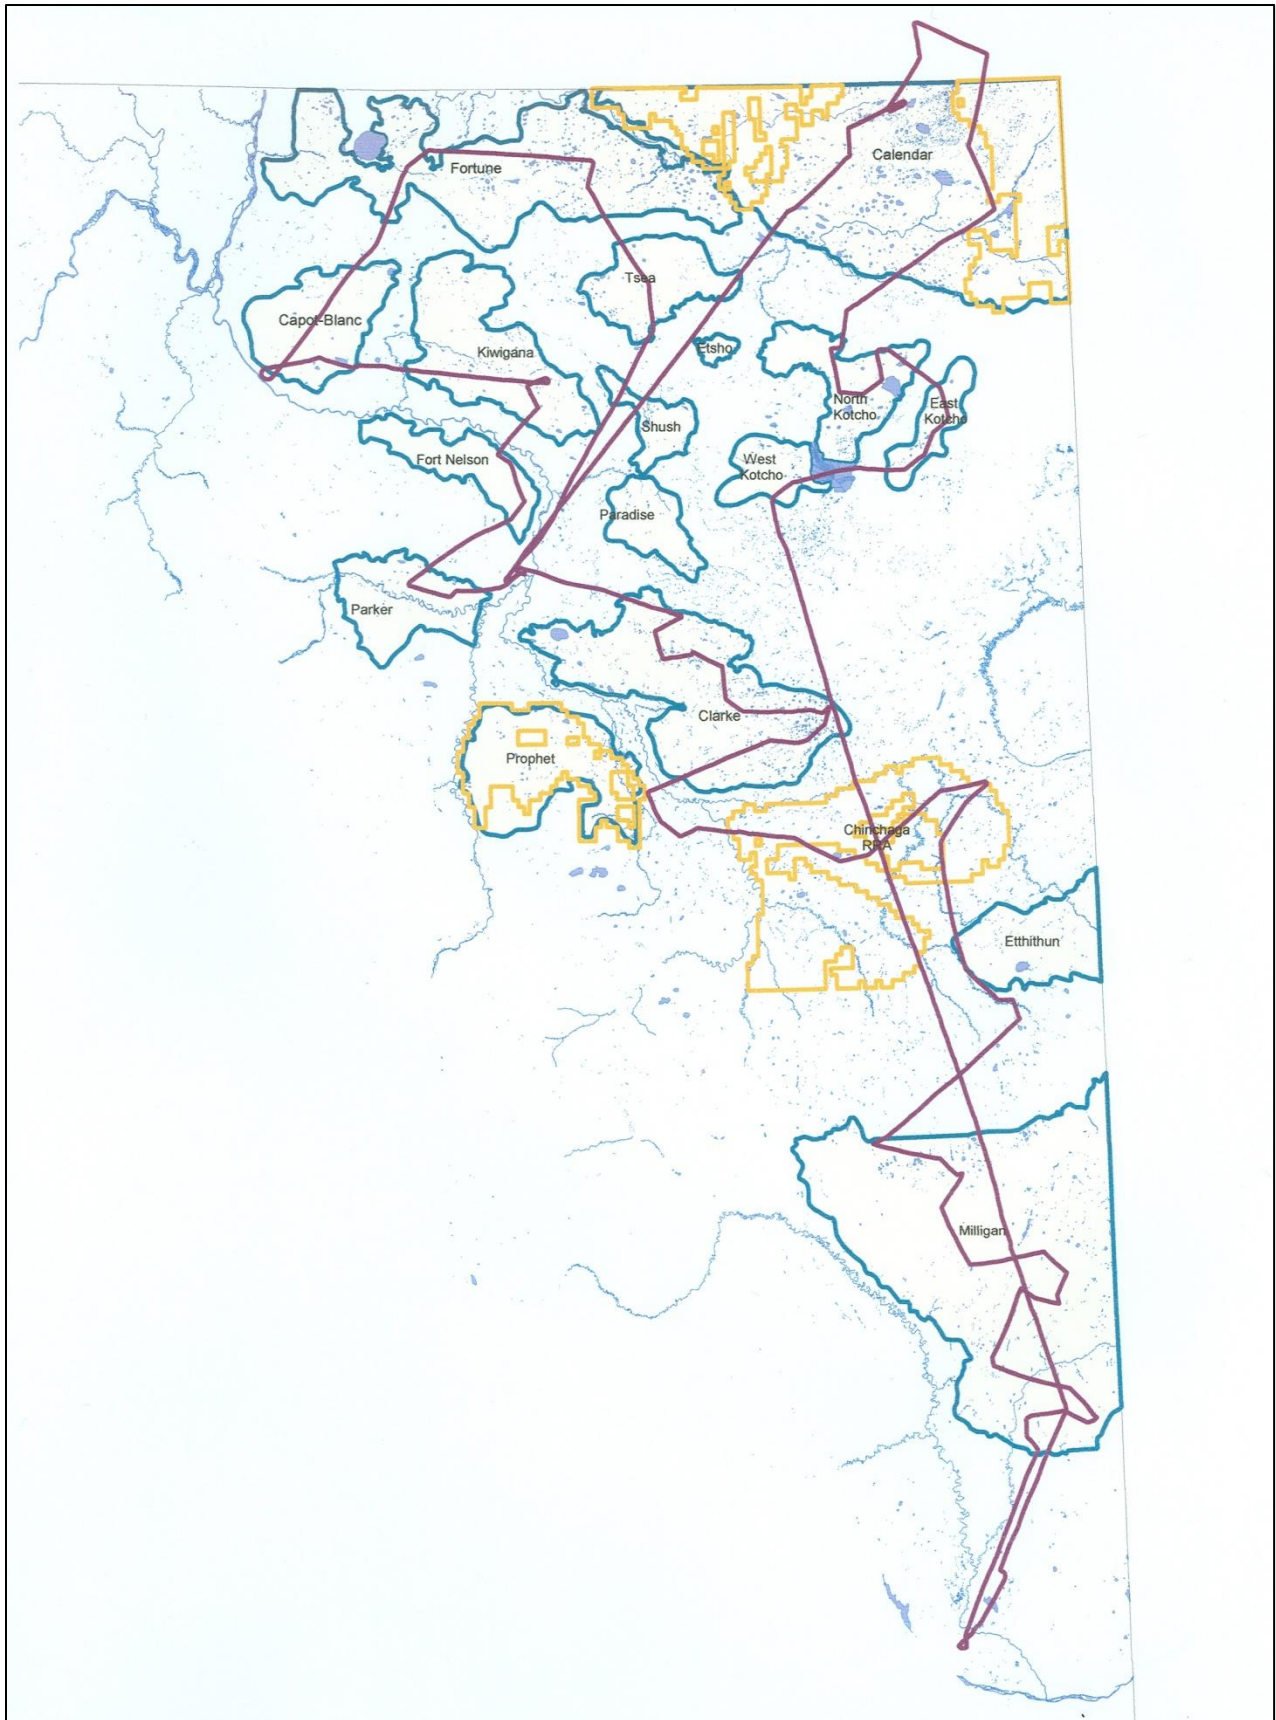 Calendar
Fortune
Tsea
Capot-Blanc
Kiwigana
Etsho
North
Kotcho
East
Kotcho
Shush
Fort Nelson
West
Kotcho
Paradise
Parker
Clarke
Prophet
Chinchaga
RRA
Etthithun
Milligan